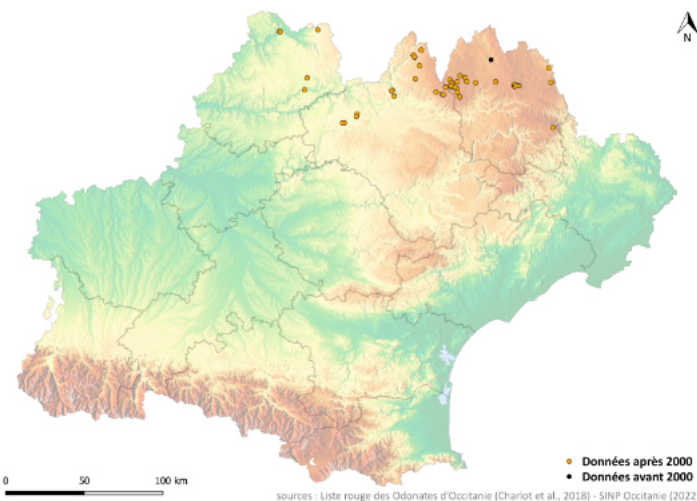 N
Données après 2000
Données avant 2000
0 50 100 km
sources : Liste rouge des Odonates d'Occitanie (Charlot et al., 2018) - SINP Occitanie (2022